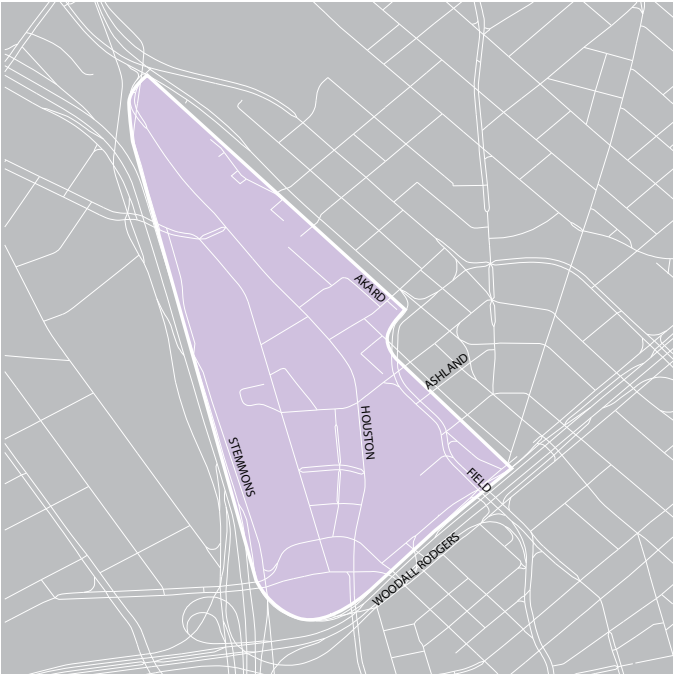 AKARD
ASHLAND
HOUSTON
STEMMONS
FIELD
WOODALL RODGERS